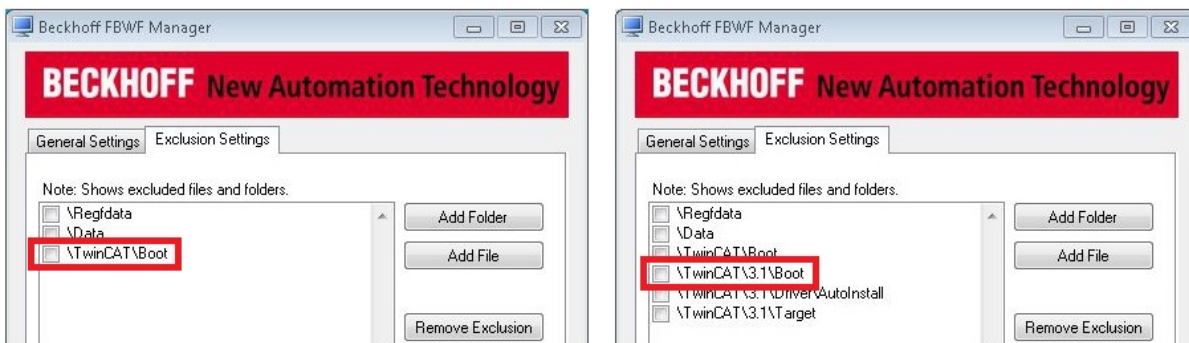 Beckhoff FBWF Manager
BECKHOFF New Automation Technology
General Settings Exclusion Settings
Note: Shows excluded files and folders.
\Regfdata
\Data
\TwinCAT\Boot
Add Folder
Add File
Remove Exclusion
Beckhoff FBWF Manager
BECKHOFF New Automation Technology
General Settings Exclusion Settings
Note: Shows excluded files and folders.
\Regfdata
\Data
\TwinCAT\Boot
\TwinCAT\3.1\Boot
\TwinCAT\3.1\Driver\AutoInstall
\TwinCAT\3.1\Target
Add Folder
Add File
Remove Exclusion